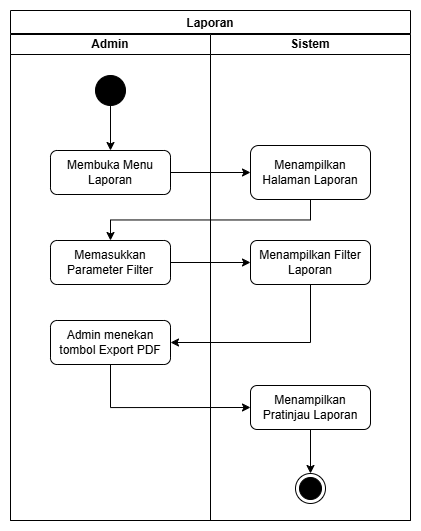 Laporan
Admin
Sistem
Membuka Menu
Laporan
Menampilkan
Halaman Laporan
Memasukkan
Parameter Filter
Menampilkan Filter
Laporan
Admin menekan
tombol Export PDF
Menampilkan
Pratinjau Laporan